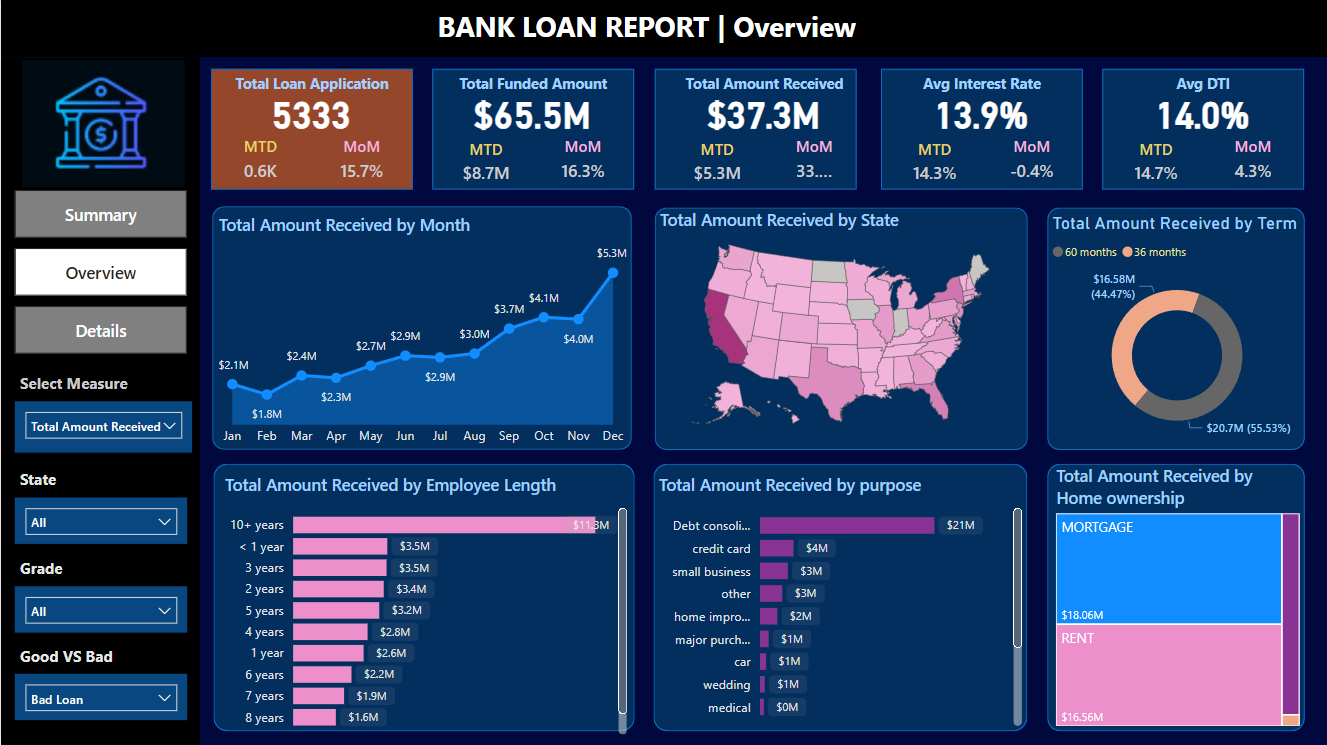 BANK LOAN REPORT | Overview
Total Loan Application
5333
MTD MoM
0.6K 15.7%
Total Funded Amount
$65.5M
MTD MoM
$8.7M 16.3%
Total Amount Received
$37.3M
MTD MoM
$5.3M 33....
Avg Interest Rate
13.9%
MTD MoM
14.3% -0.4%
Avg DTI
14.0%
MTD MoM
14.7% 4.3%
$
Summary
Overview
Details
Select Measure
Total Amount Received
State
All
Grade
All
Good VS Bad
Bad Loan
Total Amount Received by Month
$2.1M
$1.8M
$2.4M
$2.3M
$2.7M
$2.9M
$2.9M
$3.0M
$3.7M
$4.1M
$4.0M
$5.3M
Jan Feb Mar Apr May Jun Jul Aug Sep Oct Nov Dec
Total Amount Received by State
Total Amount Received by Term
60 months 36 months
$16.58M
(44.47%)
$20.7M (55.53%)
Total Amount Received by Employee Length
10+ years $11.3M
< 1 year $3.5M
3 years $3.5M
2 years $3.4M
5 years $3.2M
4 years $2.8M
1 year $2.6M
6 years $2.2M
7 years $1.9M
8 years $1.6M
Total Amount Received by purpose
Debt consoli... $21M
credit card $4M
small business $3M
other $3M
home impro... $2M
major purch... $1M
car $1M
wedding $1M
medical $0M
Total Amount Received by
Home ownership
MORTGAGE
$18.06M
RENT
$16.56M